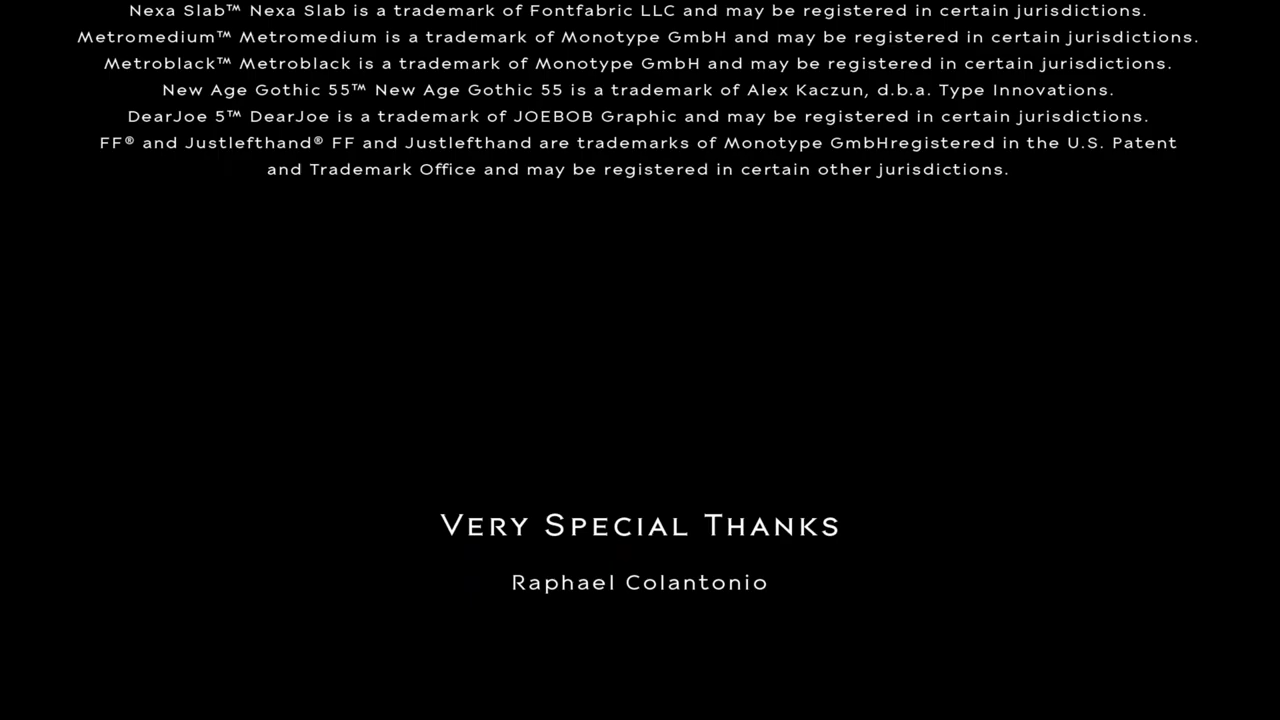 Nexa Slab™ Nexa Slab is a trademark of Fontfabric LLC and may be registered in certain jurisdictions.
Metromedium™ Metromedium is a trademark of Monotype GmbH and may be registered in certain jurisdictions.
Metroblack™ Metroblack is a trademark of Monotype GmbH and may be registered in certain jurisdictions.
New Age Gothic 55™ New Age Gothic 55 is a trademark of Alex Kaczun, d.b.a. Type Innovations.
DearJoe 5™ DearJoe is a trademark of JOEBOB Graphic and may be registered in certain jurisdictions.
FF® and Justlefthand® FF and Justlefthand are trademarks of Monotype GmbHregistered in the U.S. Patent
and Trademark Office and may be registered in certain other jurisdictions.
Very Special Thanks
Raphael Colantonio